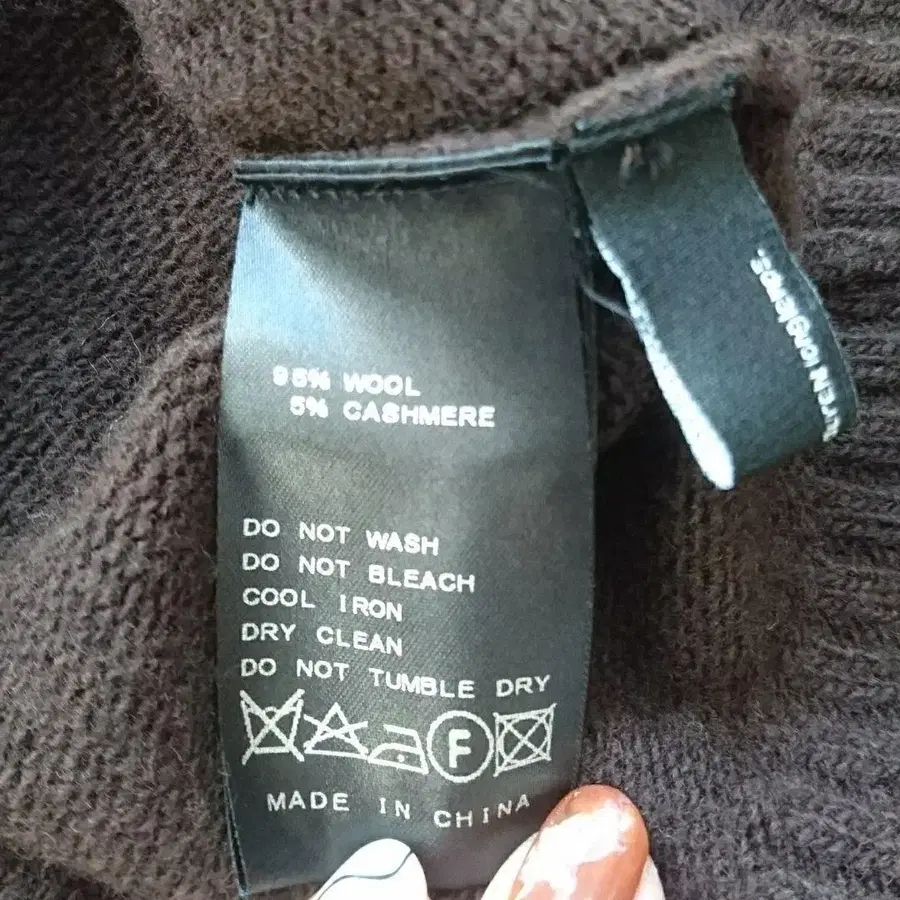 95% WOOL
5% CASHMERE
DO NOT WASH
DO NOT BLEACH
COOL IRON
DRY CLEAN
DO NOT TUMBLE DRY
F
MADE IN CHINA